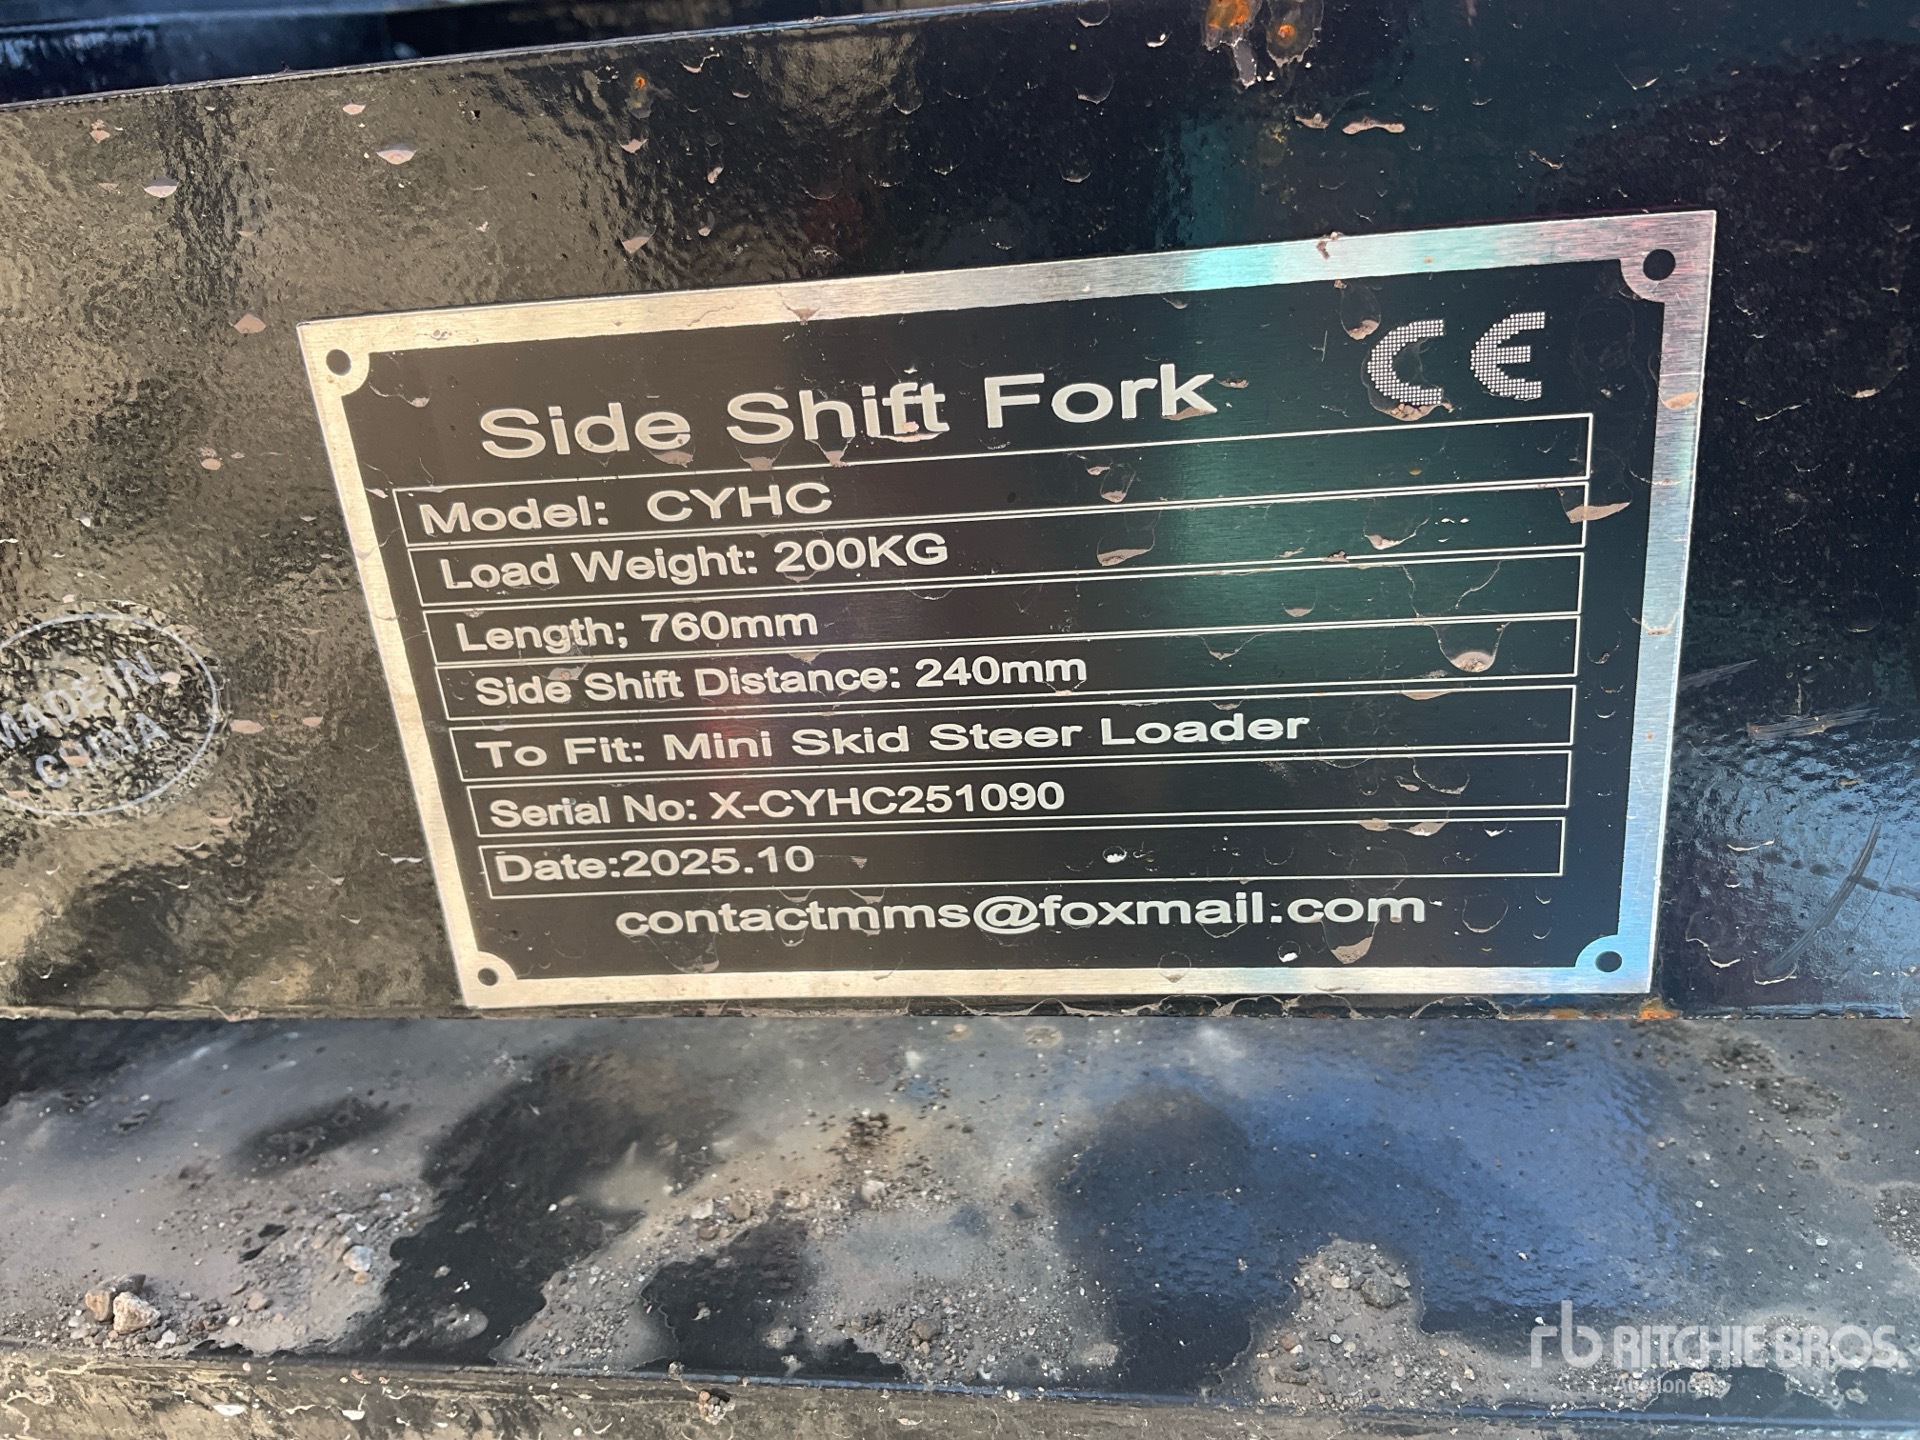 Side Shift Fork CE
Model: CYHC
Load Weight: 200KG
Length; 760mm
Side Shift Distance: 240mm
To Fit: Mini Skid Steer Loader
Serial No: X-CYHC251090
Date:2025.10
contactmms@foxmail.com
MADE IN
CHINA
rb RITCHIE BROS.
Auctioneers